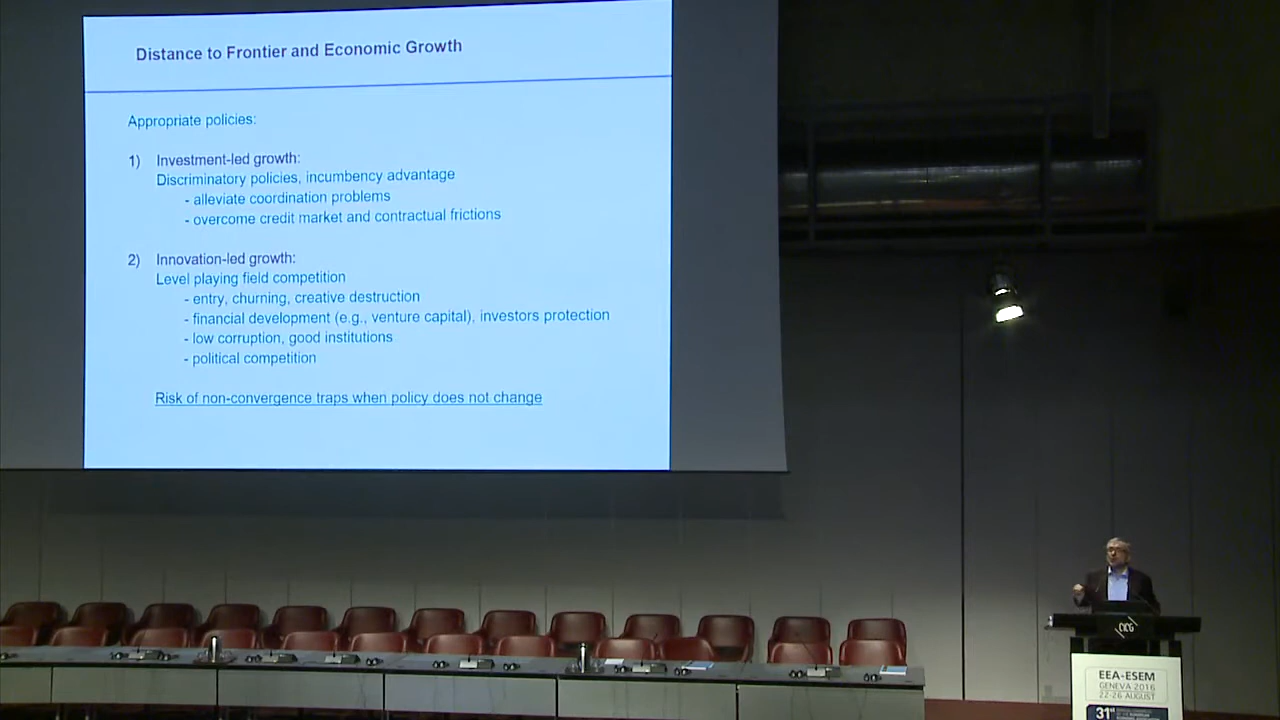 Distance to Frontier and Economic Growth
Appropriate policies:
1) Investment-led growth:
Discriminatory policies, incumbency advantage
- alleviate coordination problems
- overcome credit market and contractual frictions
2) Innovation-led growth:
Level playing field competition
- entry, churning, creative destruction
- financial development (e.g., venture capital), investors protection
- low corruption, good institutions
- political competition
Risk of non-convergence traps when policy does not change
CICG
EEA-ESEM
GENEVA 2016
22-26 AUGUST
31st